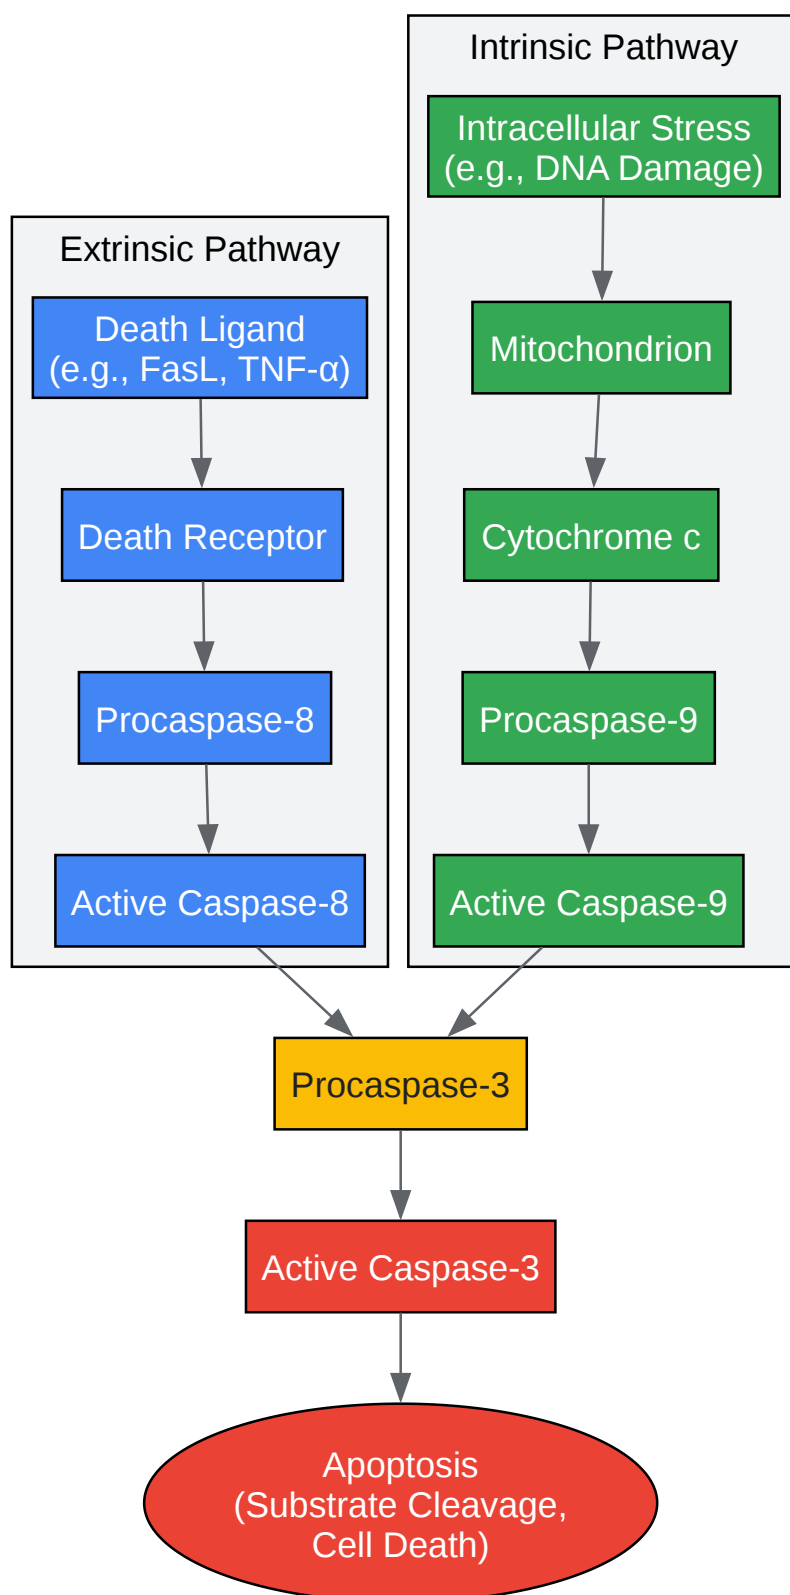 Intrinsic Pathway
Intracellular Stress
(e.g., DNA Damage)
Mitochondrion
Cytochrome c
Procaspase-9
Active Caspase-9
Extrinsic Pathway
Death Ligand
(e.g., FasL, TNF-α)
Death Receptor
Procaspase-8
Active Caspase-8
Procaspase-3
Active Caspase-3
Apoptosis
(Substrate Cleavage,
Cell Death)